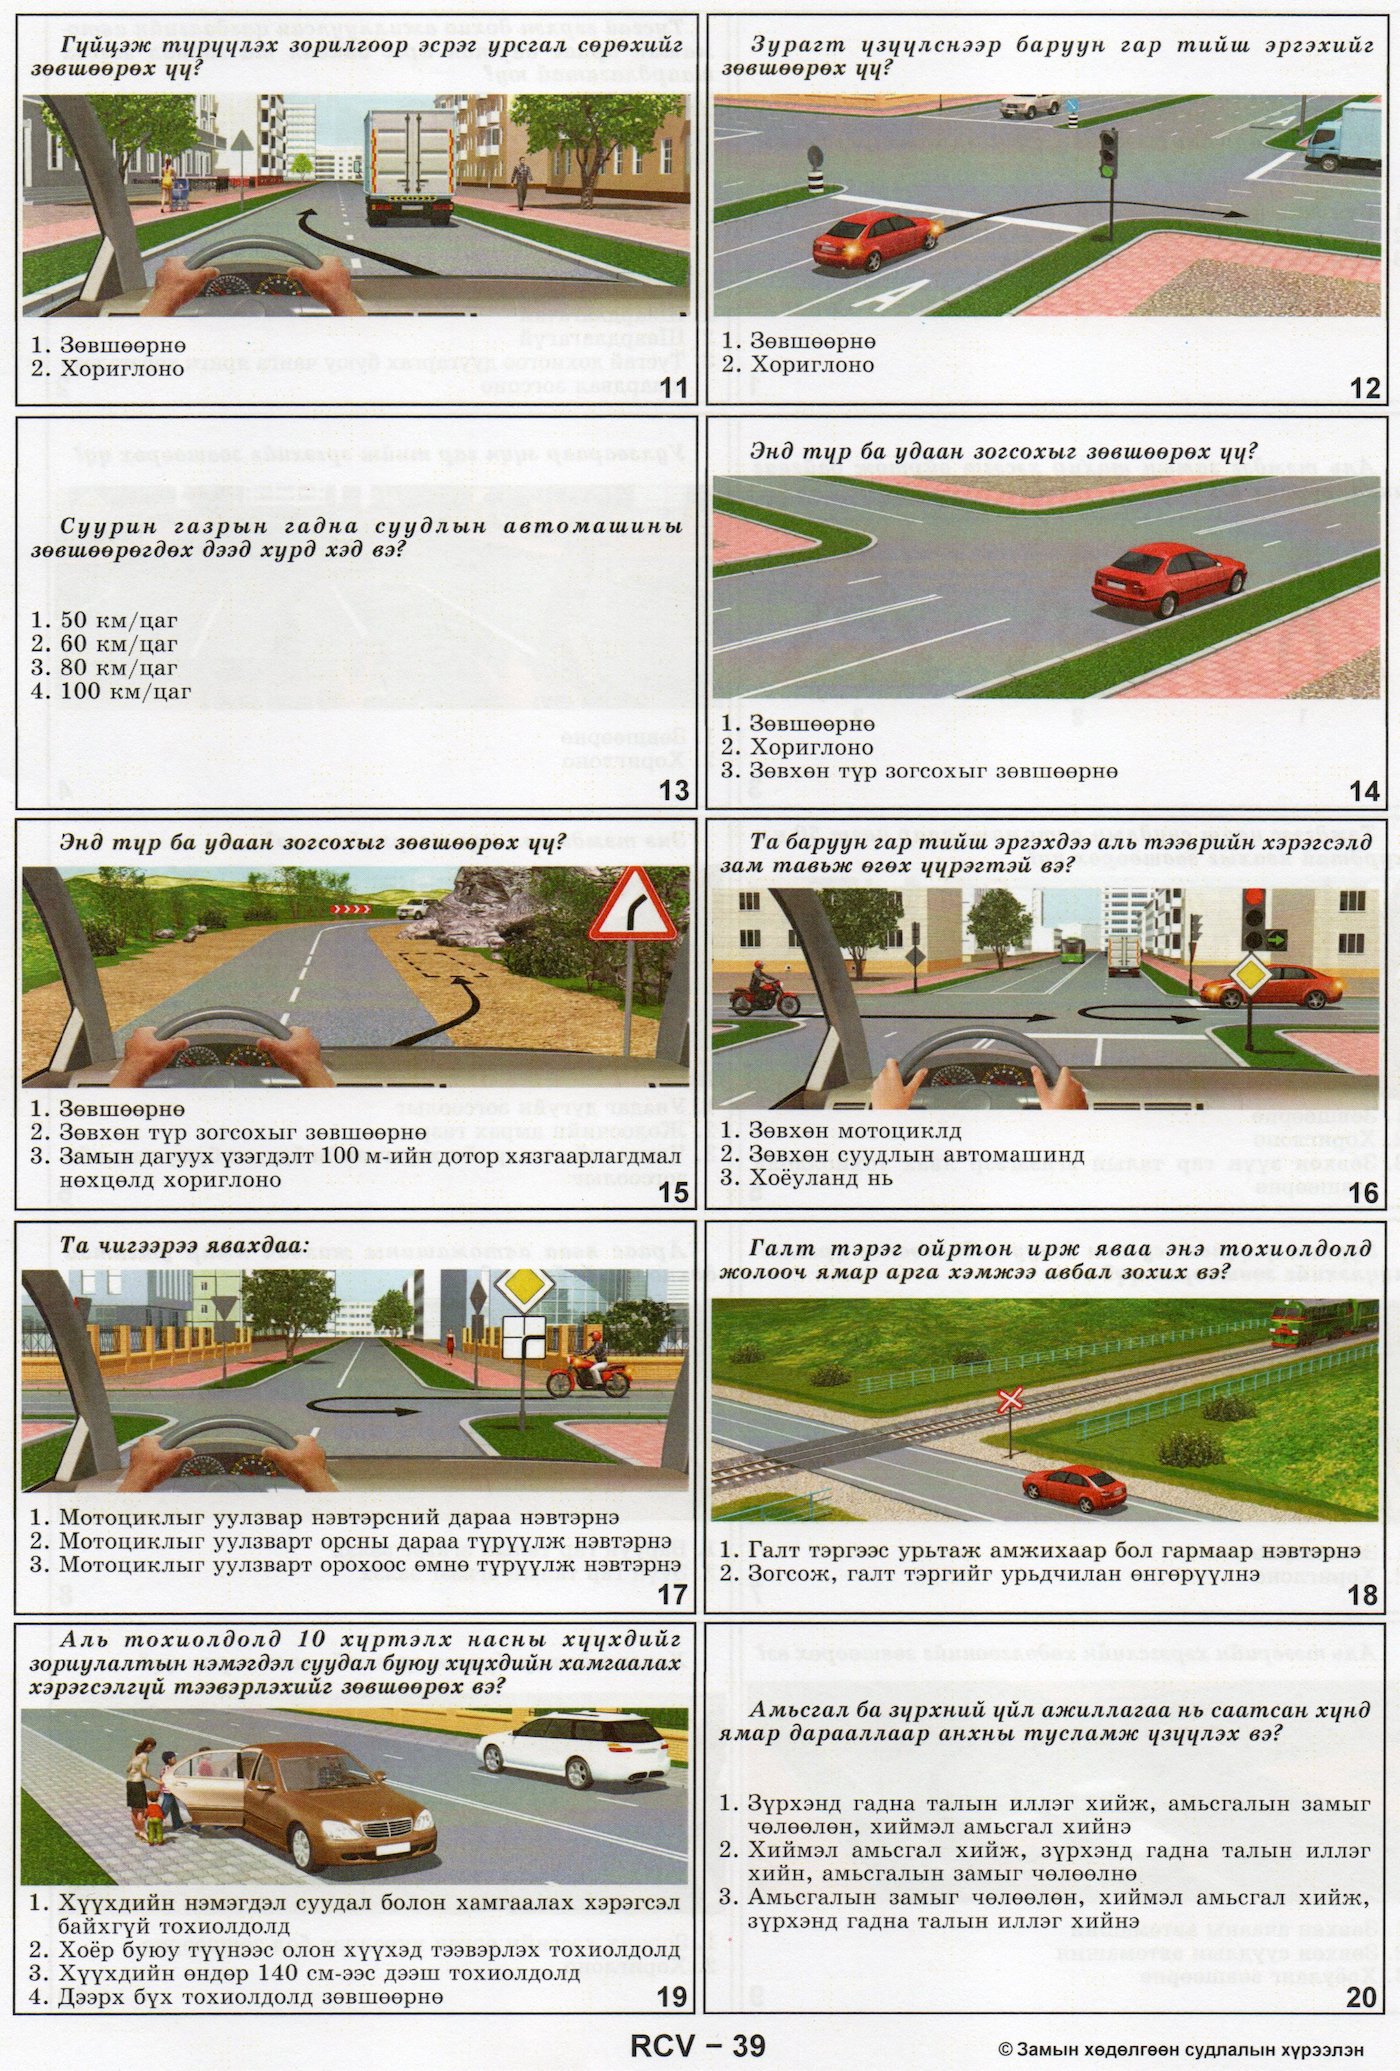 Гүйцэж түрүүлэх зорилгоор эсрэг урсгал сөрөхийг
зөвшөөрөх үү?
1. Зөвшөөрнө
2. Хориглоно
11
Зурагт үзүүлснээр баруун гар тийш эргэхийг
зөвшөөрөх үү?
A
A
1. Зөвшөөрнө
2. Хориглоно
12
Суурин газрын гадна суудлын автомашины
зөвшөөрөгдөх дээд хурд хэд вэ?
1. 50 км/цаг
2. 60 км/цаг
3. 80 км/цаг
4. 100 км/цаг
13
Энд түр ба удаан зогсохыг зөвшөөрөх үү?
1. Зөвшөөрнө
2. Хориглоно
3. Зөвхөн түр зогсохыг зөвшөөрнө
14
Энд түр ба удаан зогсохыг зөвшөөрөх үү?
1. Зөвшөөрнө
2. Зөвхөн түр зогсохыг зөвшөөрнө
3. Замын дагуух үзэгдэлт 100 м-ийн дотор хязгаарлагдмал
нөхцөлд хориглоно
15
Та баруун гар тийш эргэхдээ аль тээврийн хэрэгсэлд
зам тавьж өгөх үүрэгтэй вэ?
1. Зөвхөн мотоциклд
2. Зөвхөн суудлын автомашинд
3. Хоёуланд нь
16
Та чигээрээ явахдаа:
1. Мотоциклыг уулзвар нэвтэрсний дараа нэвтэрнэ
2. Мотоциклыг уулзварт орсны дараа түрүүлж нэвтэрнэ
3. Мотоциклыг уулзварт орохоос өмнө түрүүлж нэвтэрнэ
17
Галт тэрэг ойртон ирж яваа энэ тохиолдолд
жолооч ямар арга хэмжээ авбал зохих вэ?
1. Галт тэргээс урьтаж амжихаар бол гармаар нэвтэрнэ
2. Зогсож, галт тэргийг урьдчилан өнгөрүүлнэ
18
Аль тохиолдолд 10 хүртэлх насны хүүхдийг
зориулалтын нэмэгдэл суудал буюу хүүхдийн хамгаалах
хэрэгсэлгүй тээвэрлэхийг зөвшөөрөх вэ?
1. Хүүхдийн нэмэгдэл суудал болон хамгаалах хэрэгсэл
байхгүй тохиолдолд
2. Хоёр буюу түүнээс олон хүүхэд тээвэрлэх тохиолдолд
3. Хүүхдийн өндөр 140 см-ээс дээш тохиолдолд
4. Дээрх бүх тохиолдолд зөвшөөрнө
19
Амьсгал ба зүрхний үйл ажиллагаа нь саатсан хүнд
ямар дарааллаар анхны тусламж үзүүлэх вэ?
1. Зүрхэнд гадна талын иллэг хийж, амьсгалын замыг
чөлөөлөн, хиймэл амьсгал хийнэ
2. Хиймэл амьсгал хийж, зүрхэнд гадна талын иллэг
хийн, амьсгалын замыг чөлөөлнө
3. Амьсгалын замыг чөлөөлөн, хиймэл амьсгал хийж,
зүрхэнд гадна талын иллэг хийнэ
20
RCV – 39
© Замын хөдөлгөөн судлалын хүрээлэн